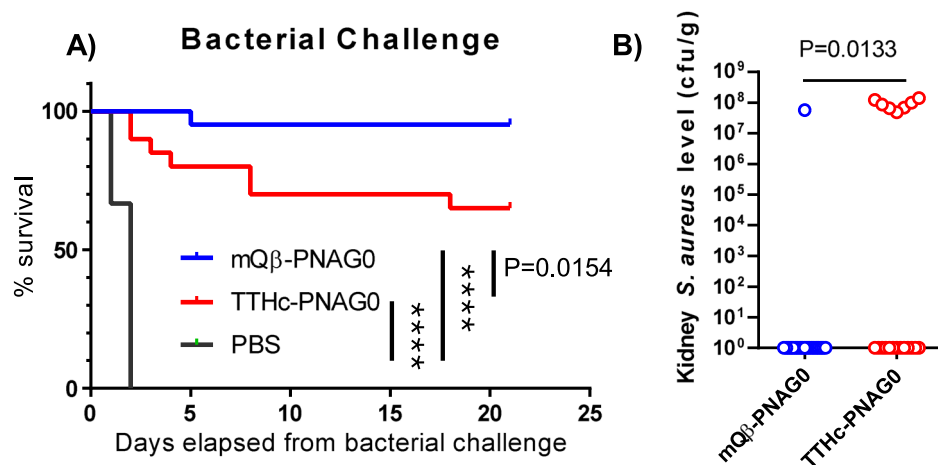 A)
Bacterial Challenge
% survival
100
50
0
0 5 10 15 20 25
Days elapsed from bacterial challenge
mQβ-PNAG0
TTHc-PNAG0
PBS
****
****
P=0.0154
B)
P=0.0133
Kidney S. aureus level (cfu/g)
10⁹
10⁸
10⁷
10⁶
10⁵
10⁴
10³
10²
10¹
10⁰
mQβ-PNAG0
TTHc-PNAG0